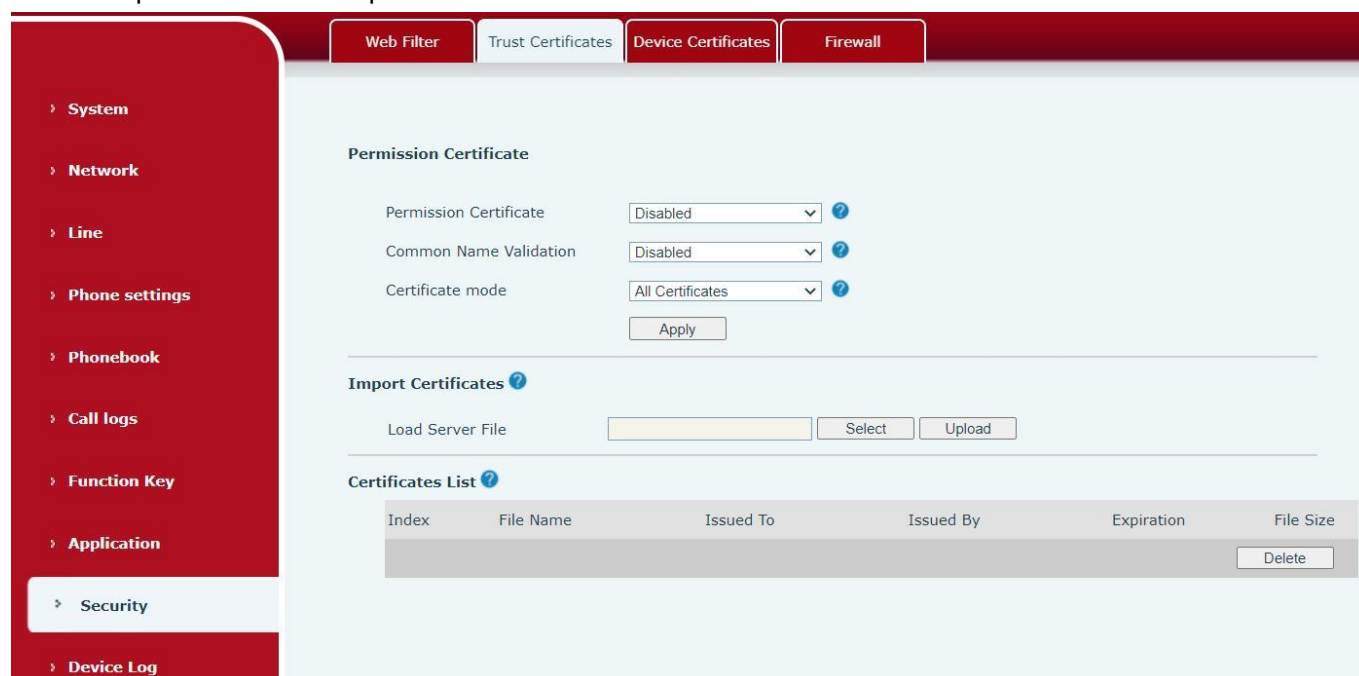 Web Filter Trust Certificates Device Certificates Firewall
System
Network
Line
Phone settings
Phonebook
Call logs
Function Key
Application
Security
Device Log
Permission Certificate
Permission Certificate Disabled
Common Name Validation Disabled
Certificate mode All Certificates
Apply
Import Certificates
Load Server File Select Upload
Certificates List
Index File Name Issued To Issued By Expiration File Size
Delete